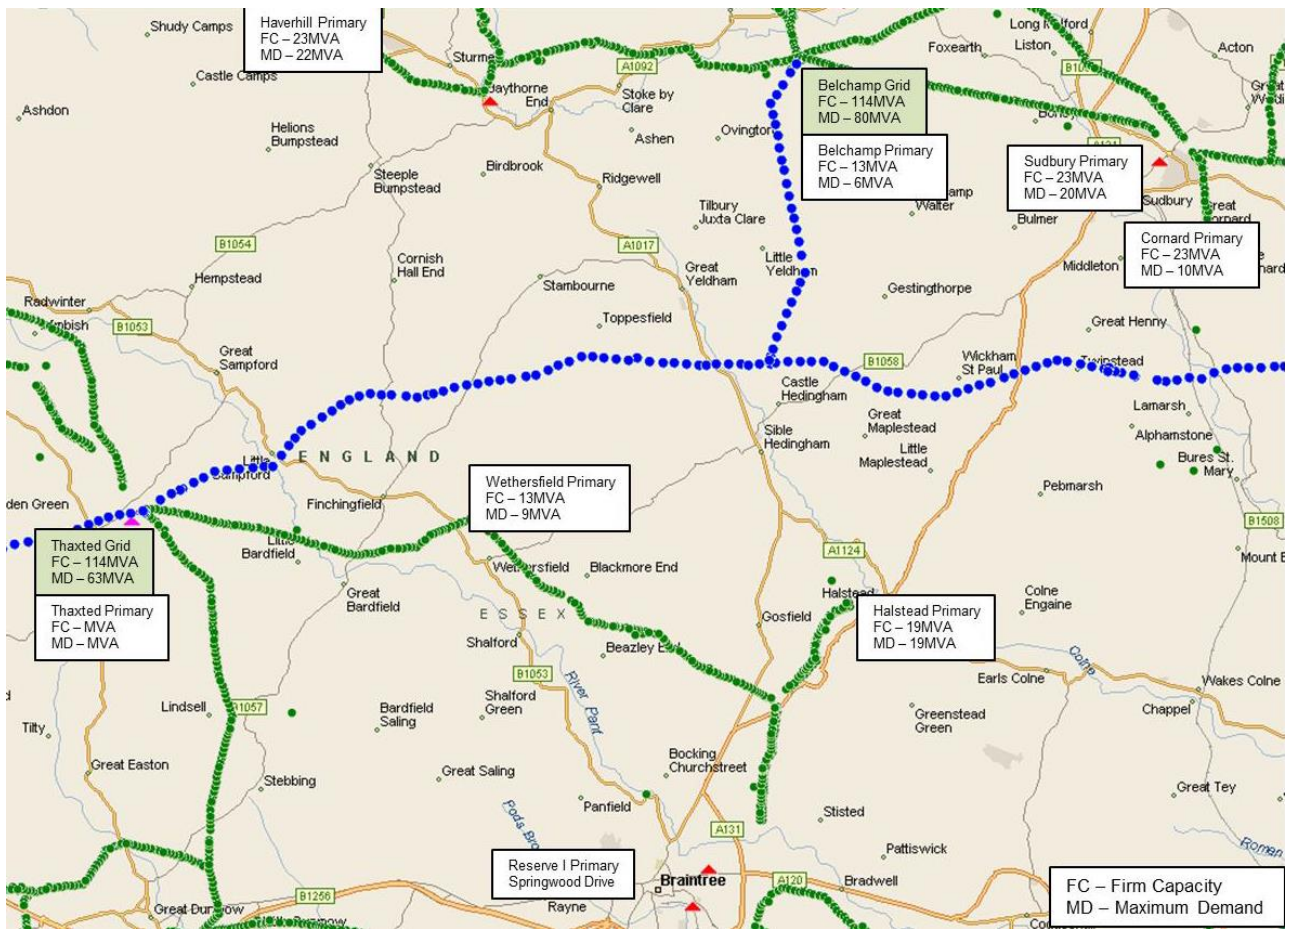 Haverhill Primary
FC – 23MVA
MD – 22MVA
Shudy Camps
Castle Camps
Ashdon
Helions
Bumpstead
Steeple
Bumpstead
End
Stoke by
Clare
A1092
Ashen
Birdbrook
Ridgewell
Foxearth
Liston
Acton
Belchamp Grid
FC – 114MVA
MD – 80MVA
Belchamp Primary
FC – 13MVA
MD – 6MVA
Walter
Sudbury Primary
FC – 23MVA
MD – 20MVA
Sudbury
Bulmer
Cornard Primary
FC – 23MVA
MD – 10MVA
Middleton
Tilbury
Juxta Clare
B1054
A1017
Cornish
Hall End
Hempstead
Great
Yeldham
Little
Stambourne
Gestingthorpe
Radwinter
B1053
Toppesfield
Great Henny
Great
Sampford
B1058
Wickham
St Paul
Castle
Hedingham
Great
Maplestead
Sible
Hedingham
Little
Maplestead
Lamarsh
Alphamstone
Bures St.
Mary
ENGLAND
Finchingfield
Wethersfield Primary
FC – 13MVA
MD – 9MVA
Pebmarsh
B1508
Thaxted Grid
FC – 114MVA
MD – 63MVA
Thaxted Primary
FC – MVA
MD – MVA
Bardfield
Great
Bardfield
Blackmore End
A1124
Halstead
Halstead Primary
FC – 19MVA
MD – 19MVA
Colne
Engaine
ESSEX
Shalford
Gosfield
B1053
River Pant
Colne
Earls Colne
Wakes Colne
Chappel
Lindsell
Bardfield
Saling
Shalford
Green
Greenstead
Green
Tilty
Great Easton
Stebbing
Great Saling
Bocking
Churchstreet
Panfield
Stisted
Great Tey
A131
Pattiswick
Reserve I Primary
Springwood Drive
Braintree
Rayne
A120
Bradwell
B1256
FC – Firm Capacity
MD – Maximum Demand